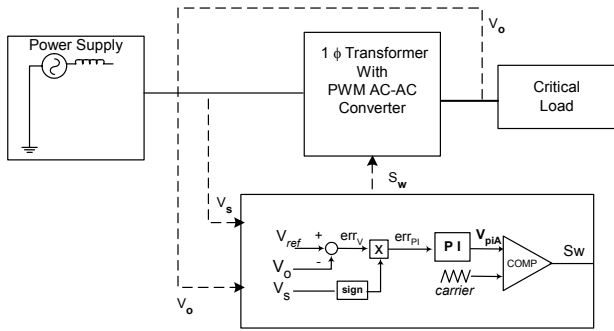 Power Supply
1 ϕ Transformer
With
PWM AC-AC
Converter
Critical
Load
Vo
Vs
Sw
Vo
Vref
+
-
errV
X
errPI
P I
VpiA
COMP
Sw
Vo
Vs
sign
carrier